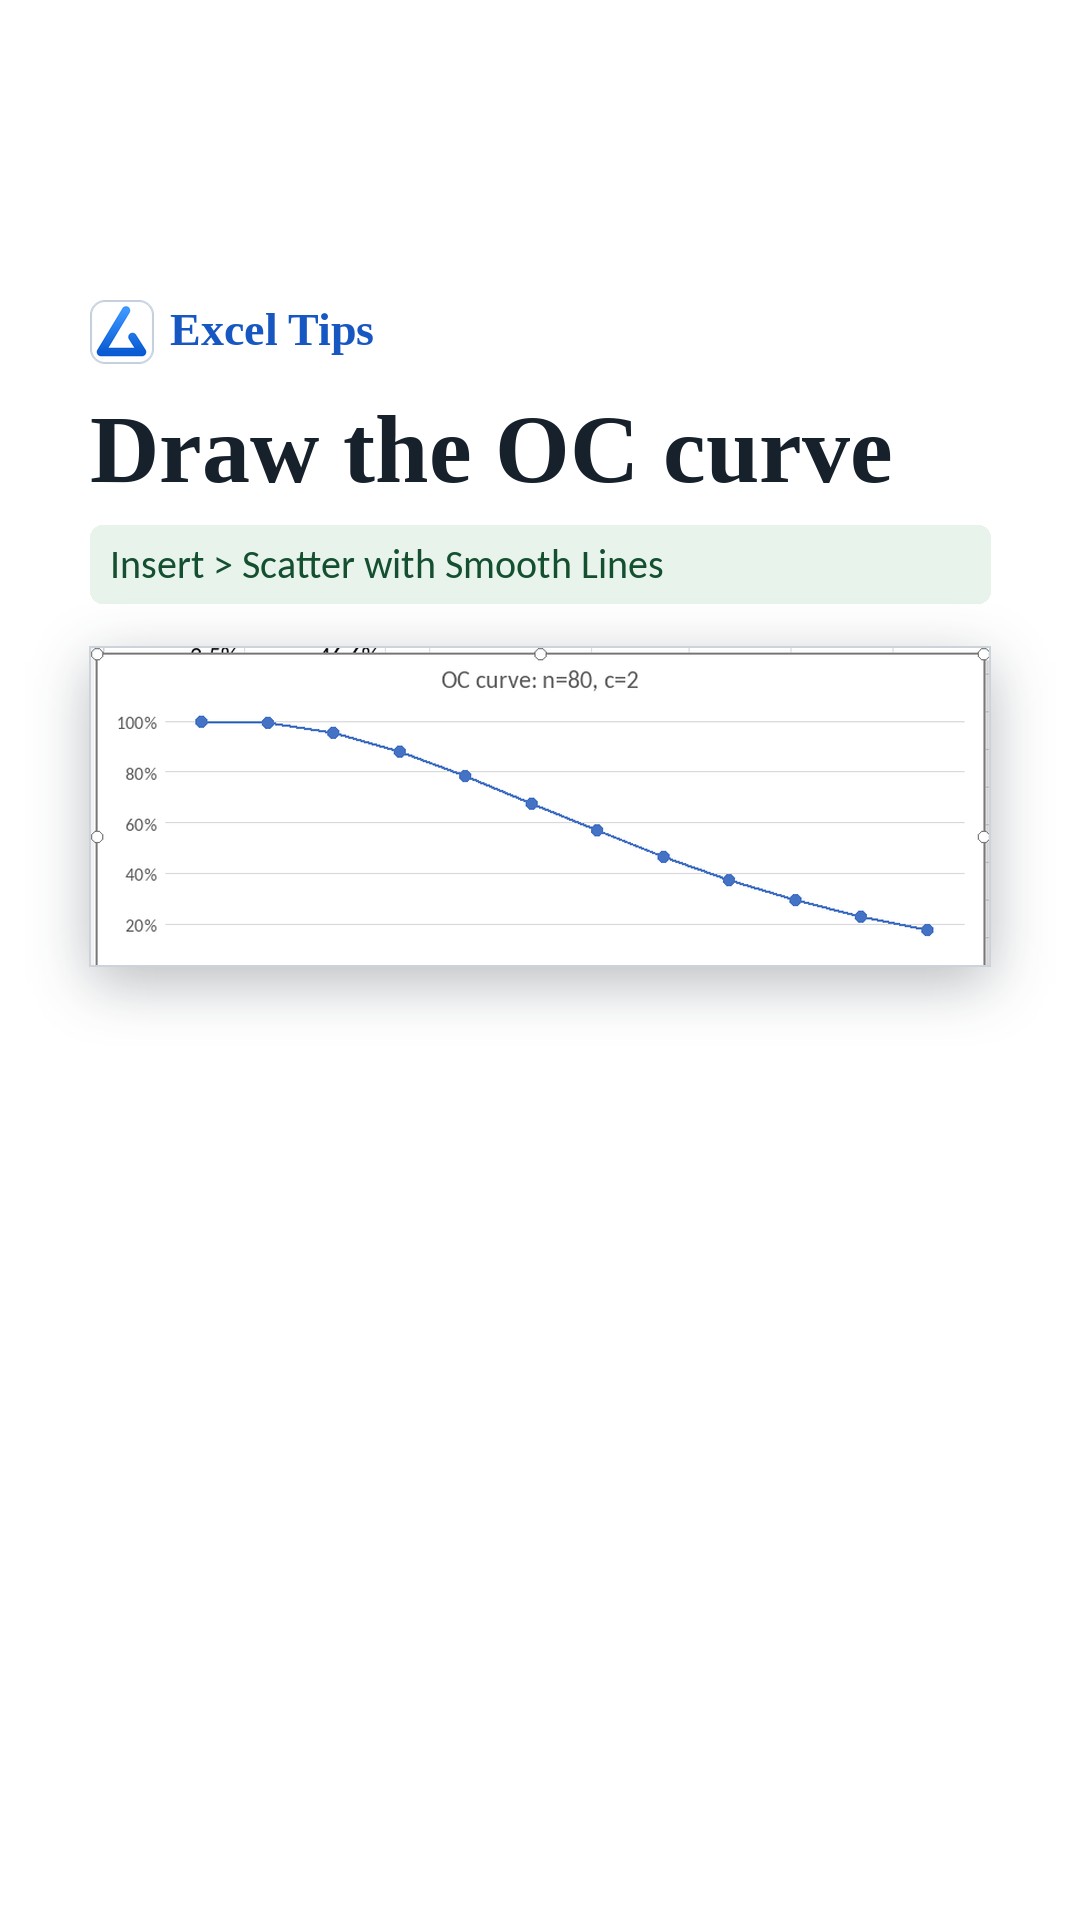 Excel Tips
Draw the OC curve
Insert > Scatter with Smooth Lines
OC curve: n=80, c=2
100%
80%
60%
40%
20%